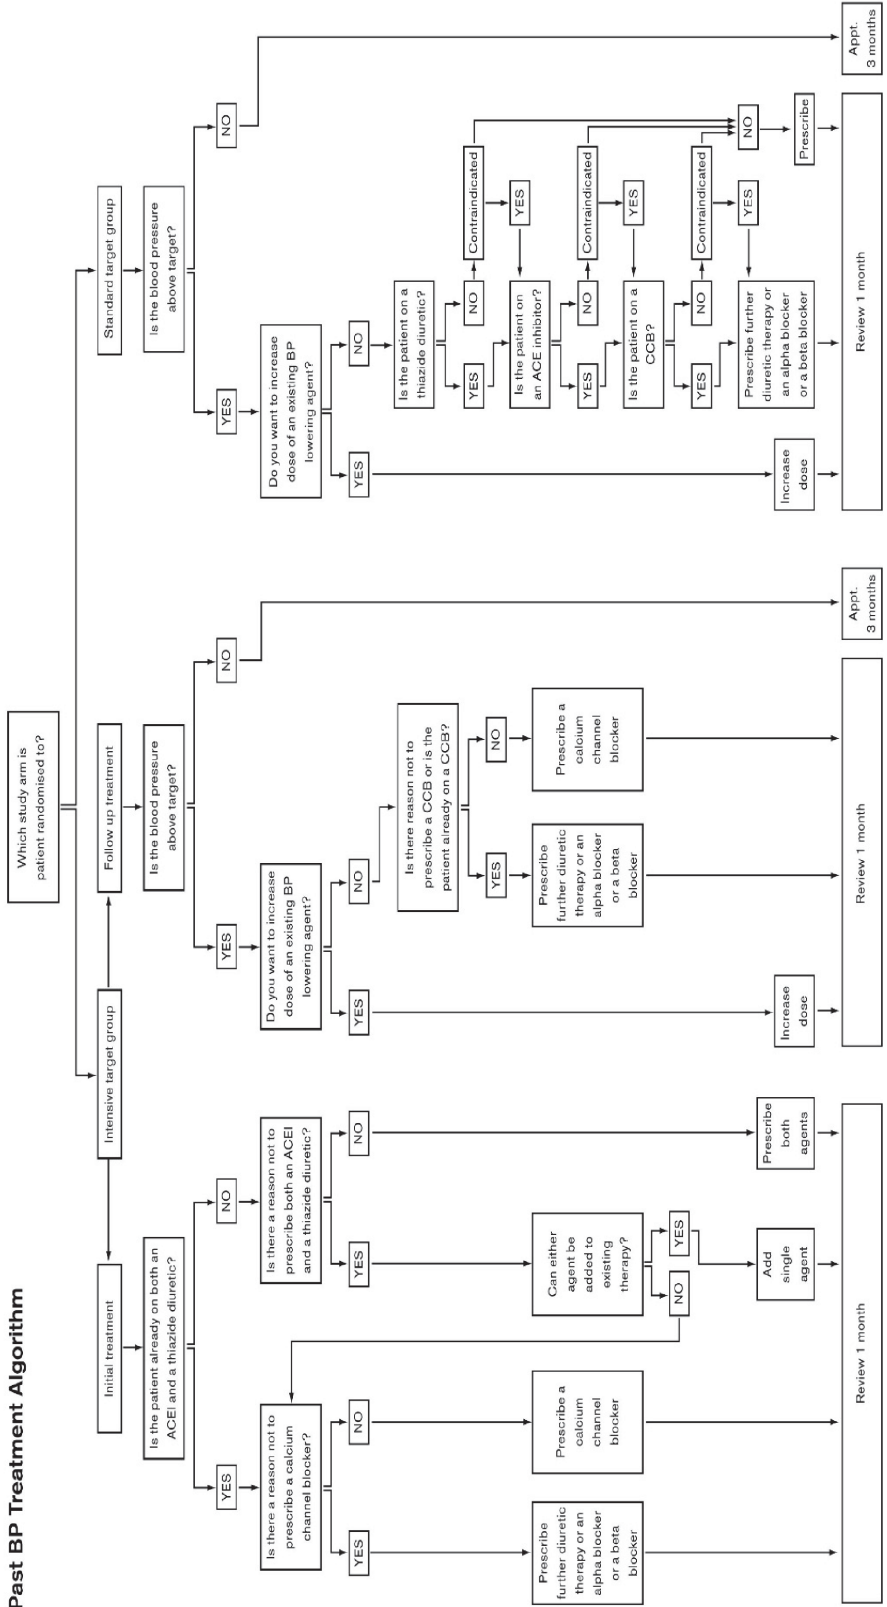 Past BP Treatment Algorithm
Which study arm is
patient randomised to?
Intensive target group
Initial treatment
Is the patient already on both an
ACEI and a thiazide diuretic?
YES
Is there a reason not to
prescribe a calcium
channel blocker?
YES
Prescribe
further diuretic
therapy or an
alpha blocker
or a beta
blocker
NO
Prescribe a
calcium
channel
blocker
NO
Is there a reason not to
prescribe both an ACEI
and a thiazide diuretic?
YES
Can either
agent be
added to
existing
therapy?
NO
YES
Add
single
agent
NO
Prescribe
both
agents
Review 1 month
Follow up treatment
Is the blood pressure
above target?
YES
Do you want to increase
dose of an existing BP
lowering agent?
YES
Increase
dose
NO
Is there reason not to
prescribe a CCB or is the
patient already on a CCB?
YES
Prescribe
further diuretic
therapy or an
alpha blocker
or a beta
blocker
NO
Prescribe a
calcium
channel
blocker
Review 1 month
NO
Appt.
3 months
Standard target group
Is the blood pressure
above target?
YES
Do you want to increase
dose of an existing BP
lowering agent?
YES
Increase
dose
NO
Is the patient on a
thiazide diuretic?
YES
NO
Contraindicated
YES
Is the patient on
an ACE inhibitor?
YES
NO
Contraindicated
YES
Is the patient on a
CCB?
YES
NO
Contraindicated
YES
NO
Prescribe further
diuretic therapy or
an alpha blocker
or a beta blocker
Prescribe
Review 1 month
NO
Appt.
3 months